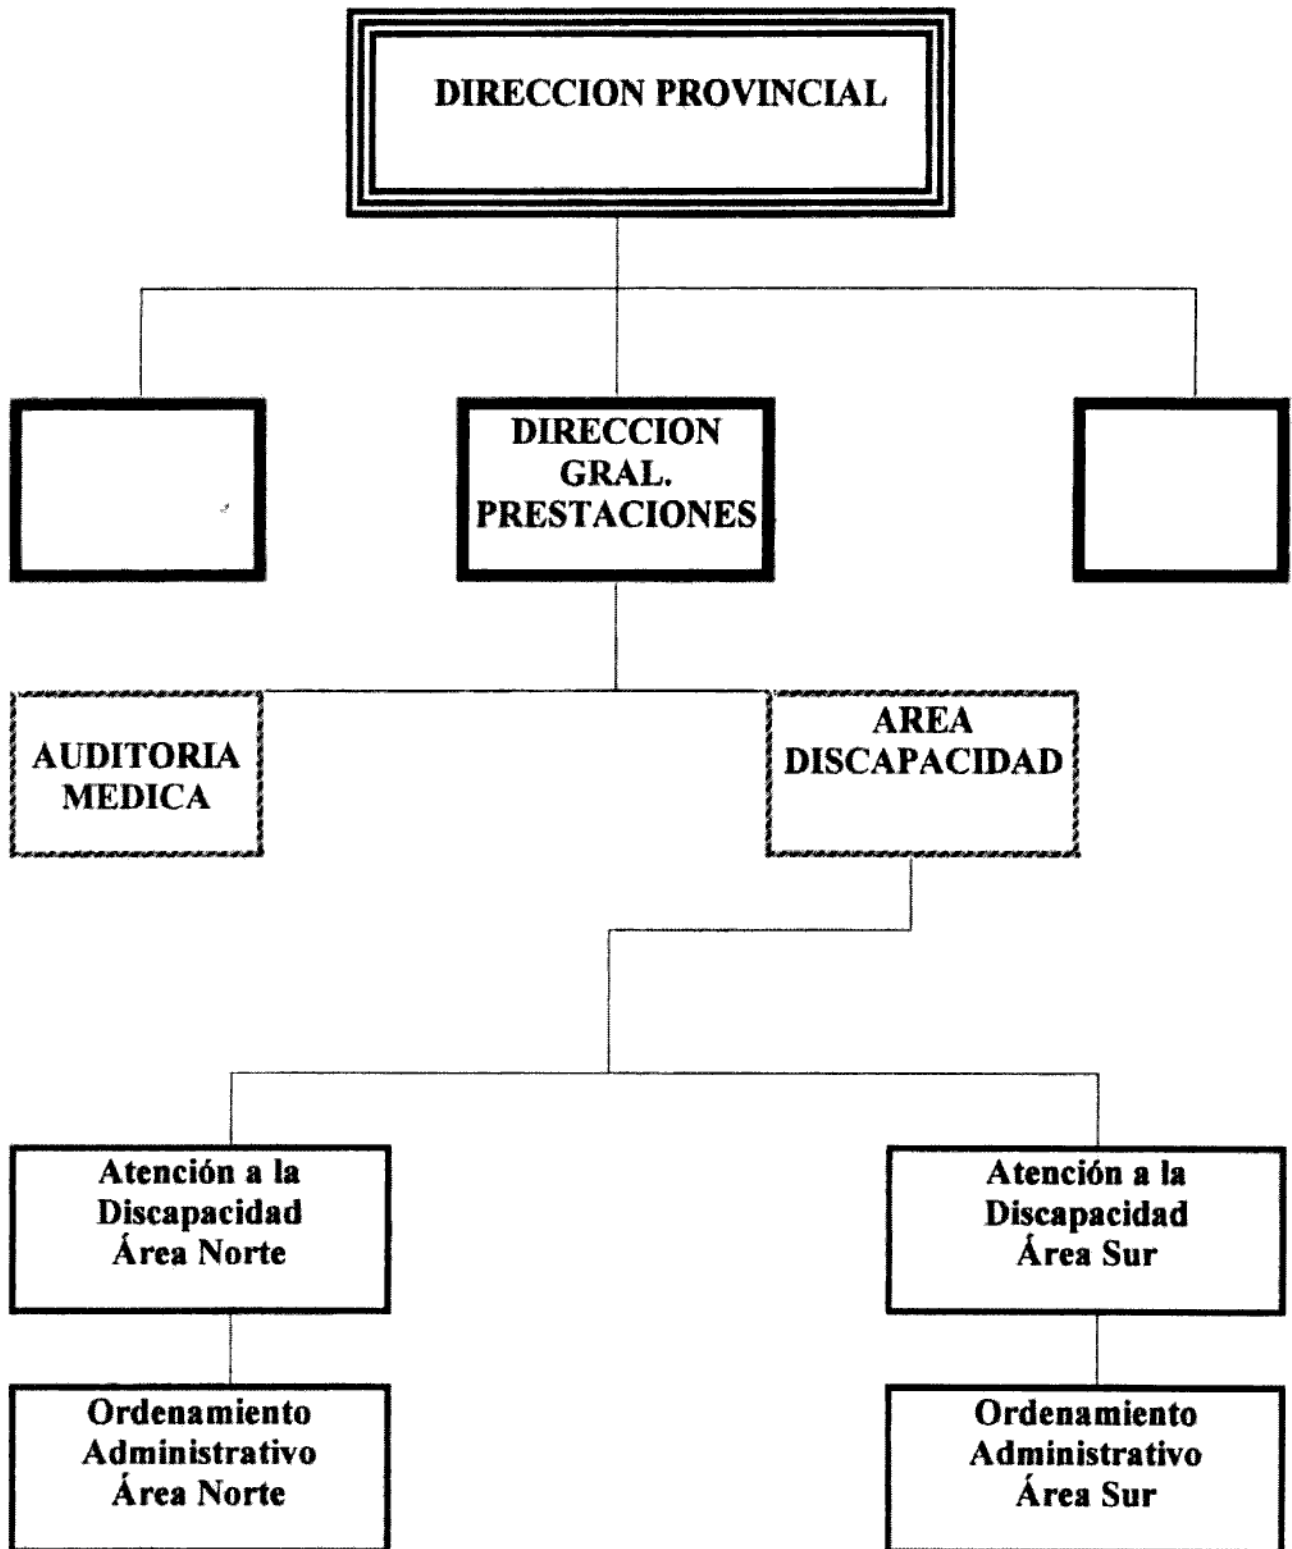 DIRECCION PROVINCIAL
DIRECCION
GRAL.
PRESTACIONES
AUDITORIA
MEDICA
AREA
DISCAPACIDAD
Atención a la
Discapacidad
Área Norte
Atención a la
Discapacidad
Área Sur
Ordenamiento
Administrativo
Área Norte
Ordenamiento
Administrativo
Área Sur